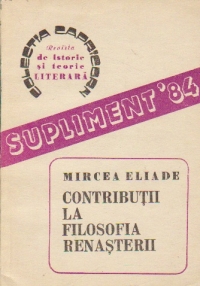 COLECȚIA CAPRICORN
Revista
de istorie
și teorie
LITERARĂ
SUPLIMENT '84
MIRCEA ELIADE
CONTRIBUȚII
LA
FILOSOFIA
RENAȘTERII